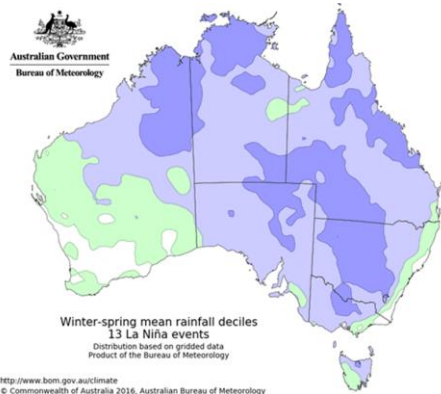 Australian Government
Bureau of Meteorology
Winter-spring mean rainfall deciles
13 La Niña events
Distribution based on gridded data
Product of the Bureau of Meteorology
http://www.bom.gov.au/climate
© Commonwealth of Australia 2016, Australian Bureau of Meteorology